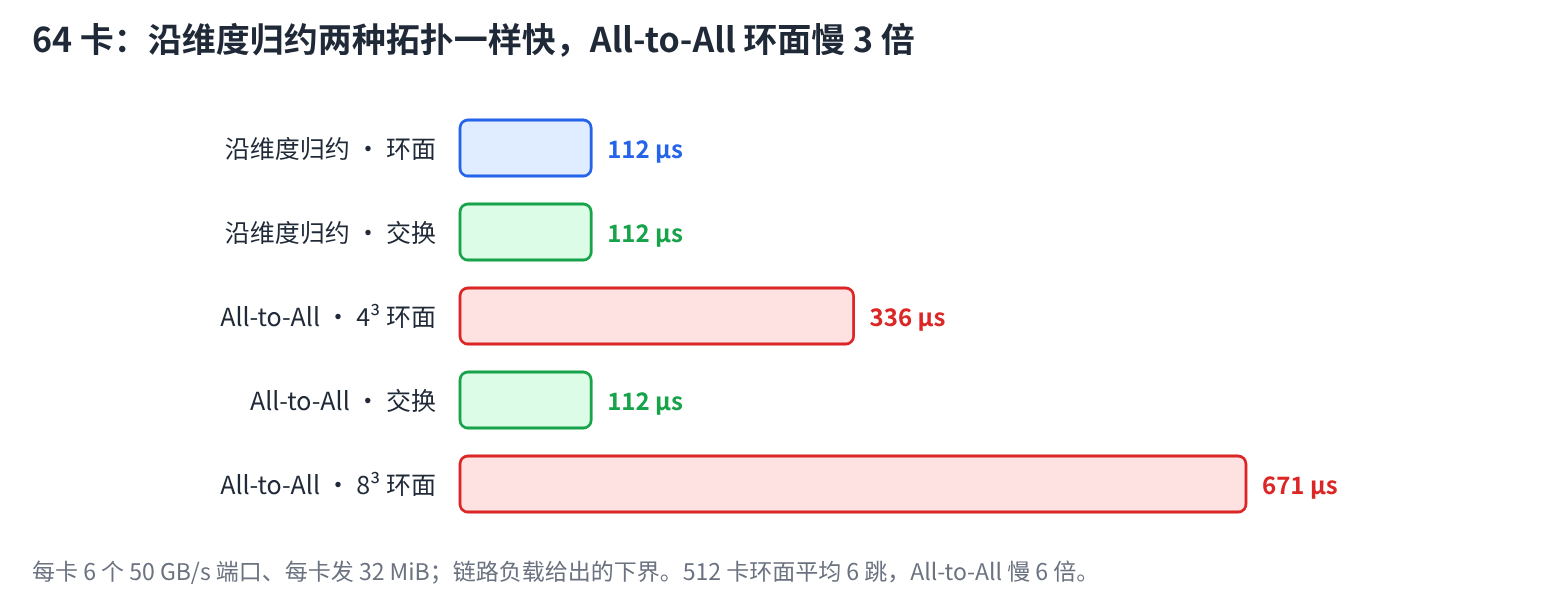 64 卡：沿维度归约两种拓扑一样快，All-to-All 环面慢 3 倍
沿维度归约 · 环面 112 µs
沿维度归约 · 交换 112 µs
All-to-All · 4³ 环面 336 µs
All-to-All · 交换 112 µs
All-to-All · 8³ 环面 671 µs
每卡 6 个 50 GB/s 端口、每卡发 32 MiB；链路负载给出的下界。512 卡环面平均 6 跳，All-to-All 慢 6 倍。